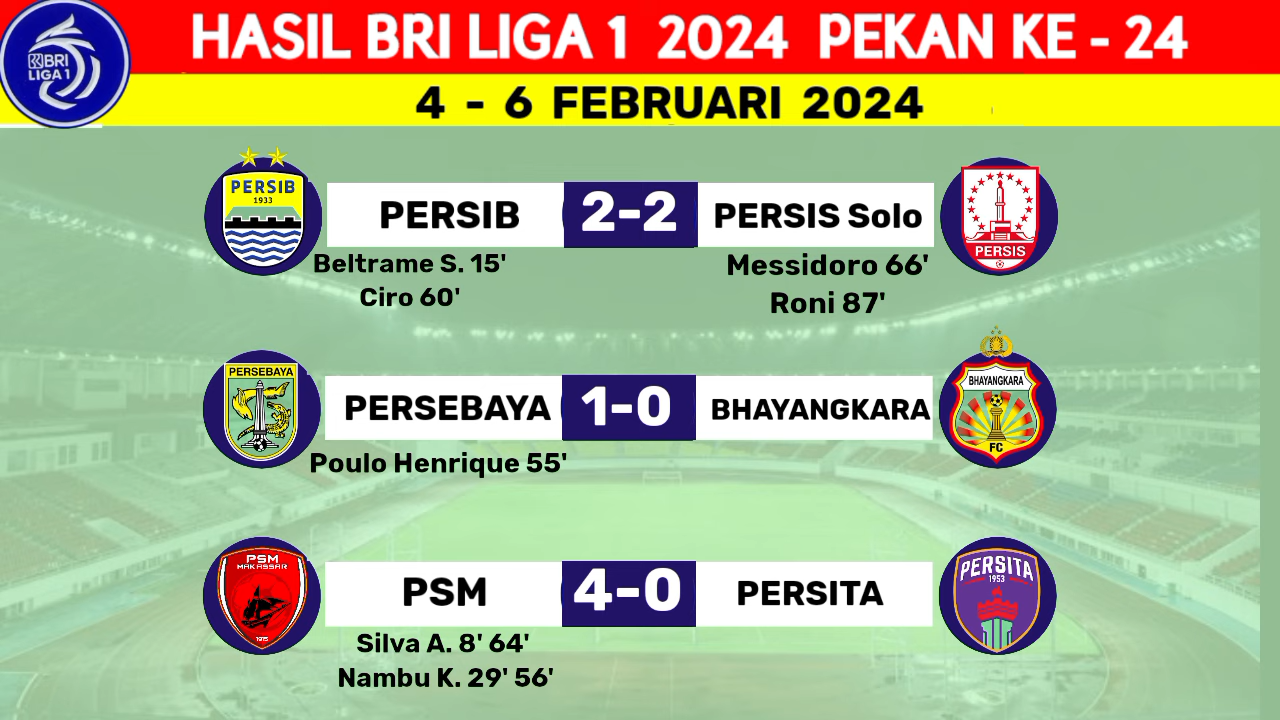 HASIL BRI LIGA 1 2024 PEKAN KE - 24
BRI
LIGA 1
4 - 6 FEBRUARI 2024
PERSIB
1933
PERSIB
2-2
PERSIS Solo
PERSIS
Beltrame S. 15'
Ciro 60'
Messidoro 66'
Roni 87'
PERSEBAYA
PERSEBAYA
1-0
BHAYANGKARA
BHAYANGKARA
FC
Poulo Henrique 55'
PSM
MAKASSAR
1915
PSM
4-0
PERSITA
PERSITA
1953
Silva A. 8' 64'
Nambu K. 29' 56'